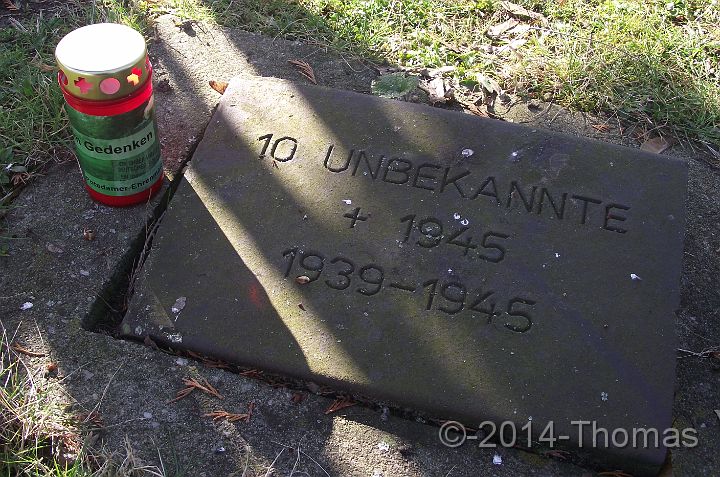 Gedenken
10 UNBEKANNTE
+ 1945
1939-1945
©-2014-Thomas